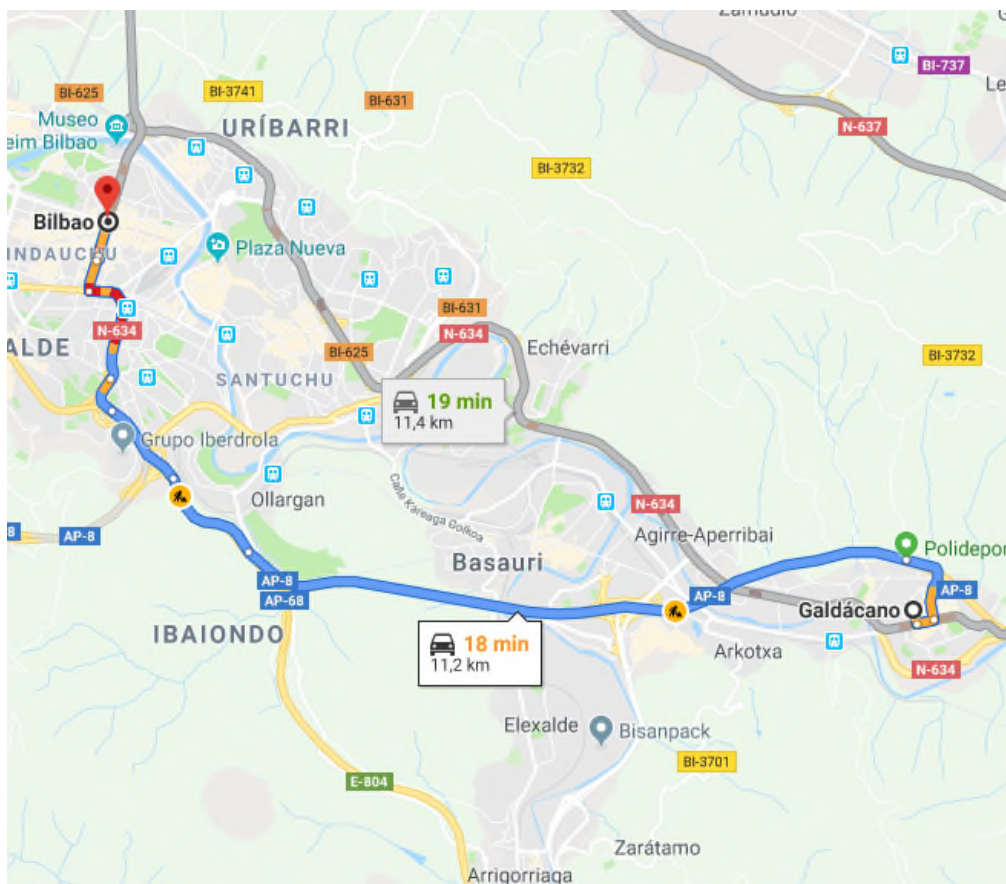 Zamudio
BI-737
Le
BI-625
BI-3741
BI-631
Museo
eim Bilbao
URÍBARRI
N-637
BI-3732
Bilbao
INDAUCHU
Plaza Nueva
BI-631
N-634
N-634
ALDE
Echévarri
BI-625
BI-3732
SANTUCHU
19 min
11,4 km
Grupo Iberdrola
Ollargan
Calle Kareaga Goikoa
N-634
8
AP-8
Agirre-Aperribai
Basauri
Polidepor
AP-8
AP-8
AP-68
AP-8
Galdácano
IBAIONDO
18 min
11,2 km
Arkotxa
N-634
Elexalde
Bisanpack
BI-3701
E-804
Zarátamo
Arrigorriaga